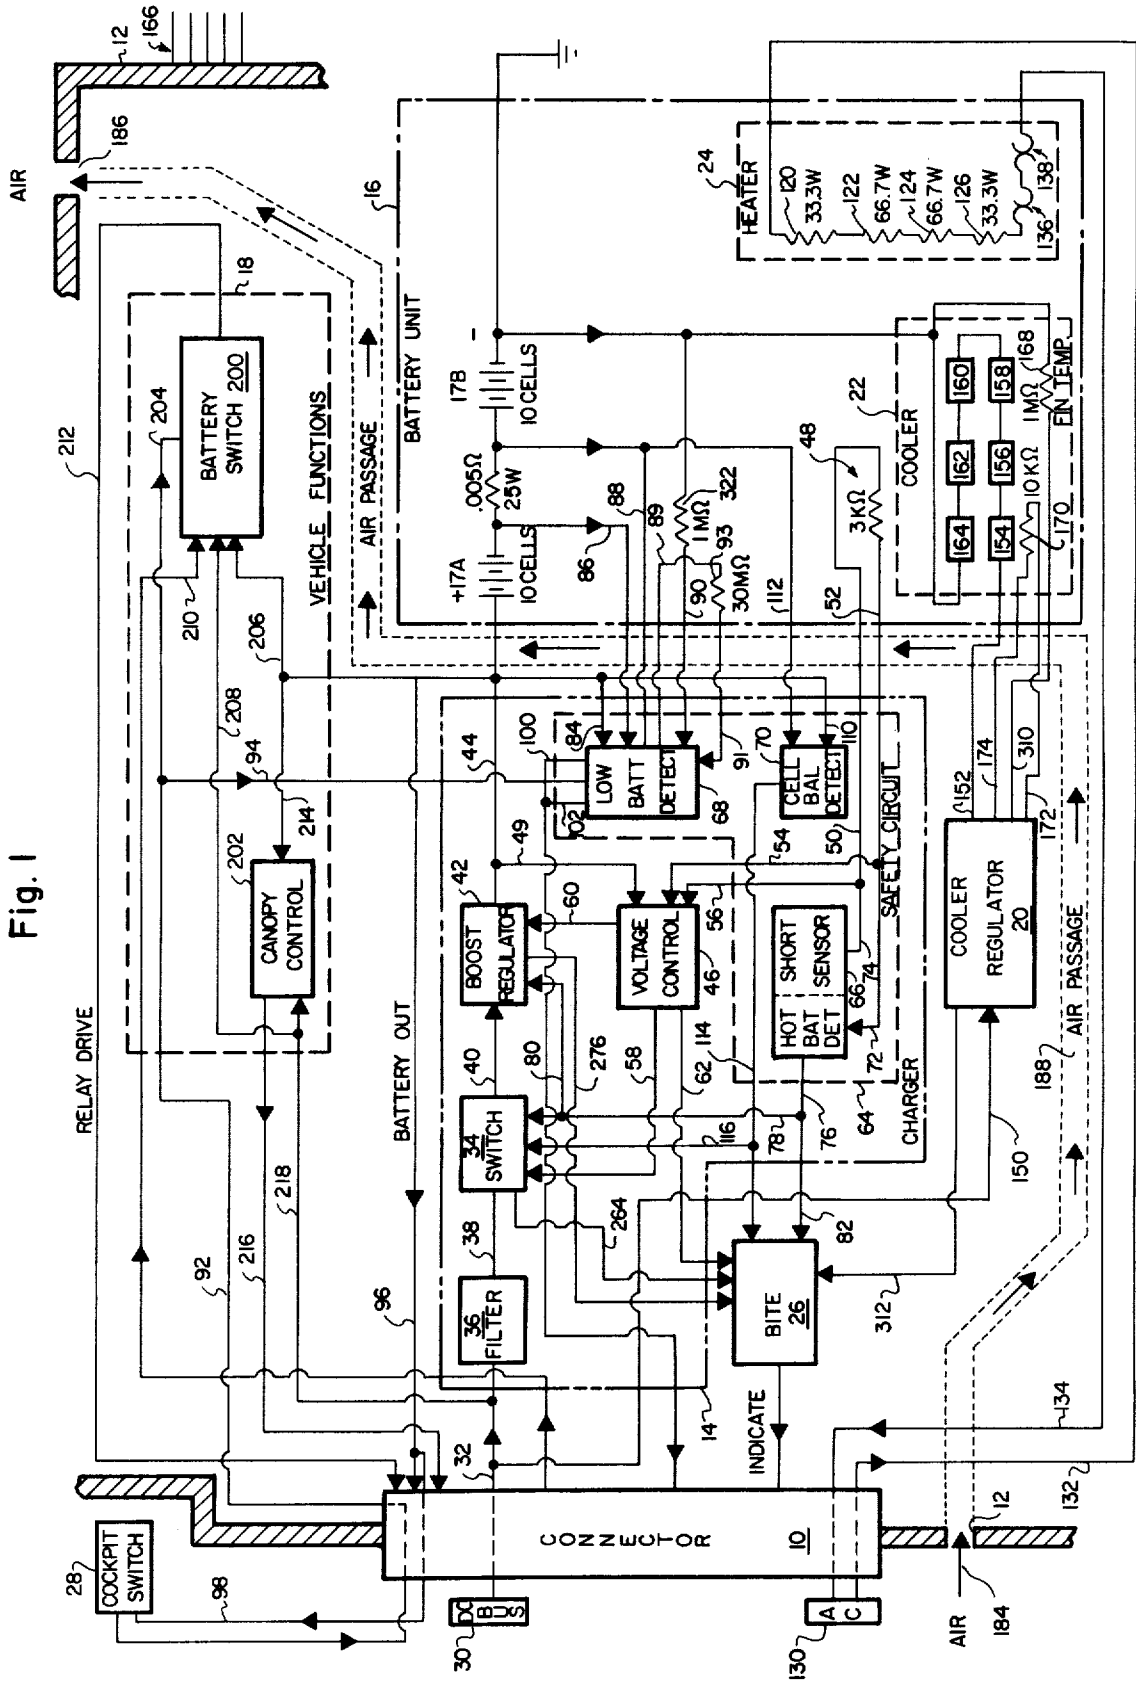 Fig. 1
AIR
186
12
166
212
RELAY DRIVE
204
BATTERY
SWITCH 200
18
210
208
206
94
214
202
CANOPY
CONTROL
VEHICLE FUNCTIONS
AIR PASSAGE
92
216
218
28
COCKPIT
SWITCH
98
96
BATTERY OUT
16
BATTERY UNIT
+17A
10 CELLS
.005Ω
25W
17B
10 CELLS
-
86
88
89
90
1MΩ
322
93
30MΩ
112
52
3KΩ
48
24
HEATER
120
33.3W
122
66.7W
124
66.7W
126
33.3W
136
138
22
COOLER
164
162
160
154
156
158
10KΩ
170
1MΩ
168
FIN TEMP.
30
DC
BUS
32
36
FILTER
38
34
SWITCH
40
42
BOOST
REGULATOR
44
49
60
100
102
84
LOW
BATT
DETECT
68
91
70
CELL
BAL
DETECT
110
50
54
56
VOLTAGE
CONTROL
46
58
62
80
276
264
114
116
78
76
82
SHORT
SENSOR
66
HOT
BAT
DET
74
72
64
SAFETY CIRCUIT
CHARGER
14
BITE
26
INDICATE
312
150
COOLER
REGULATOR
20
152
174
310
172
188
AIR PASSAGE
CONNECTOR
10
AC
130
134
132
12
AIR
184